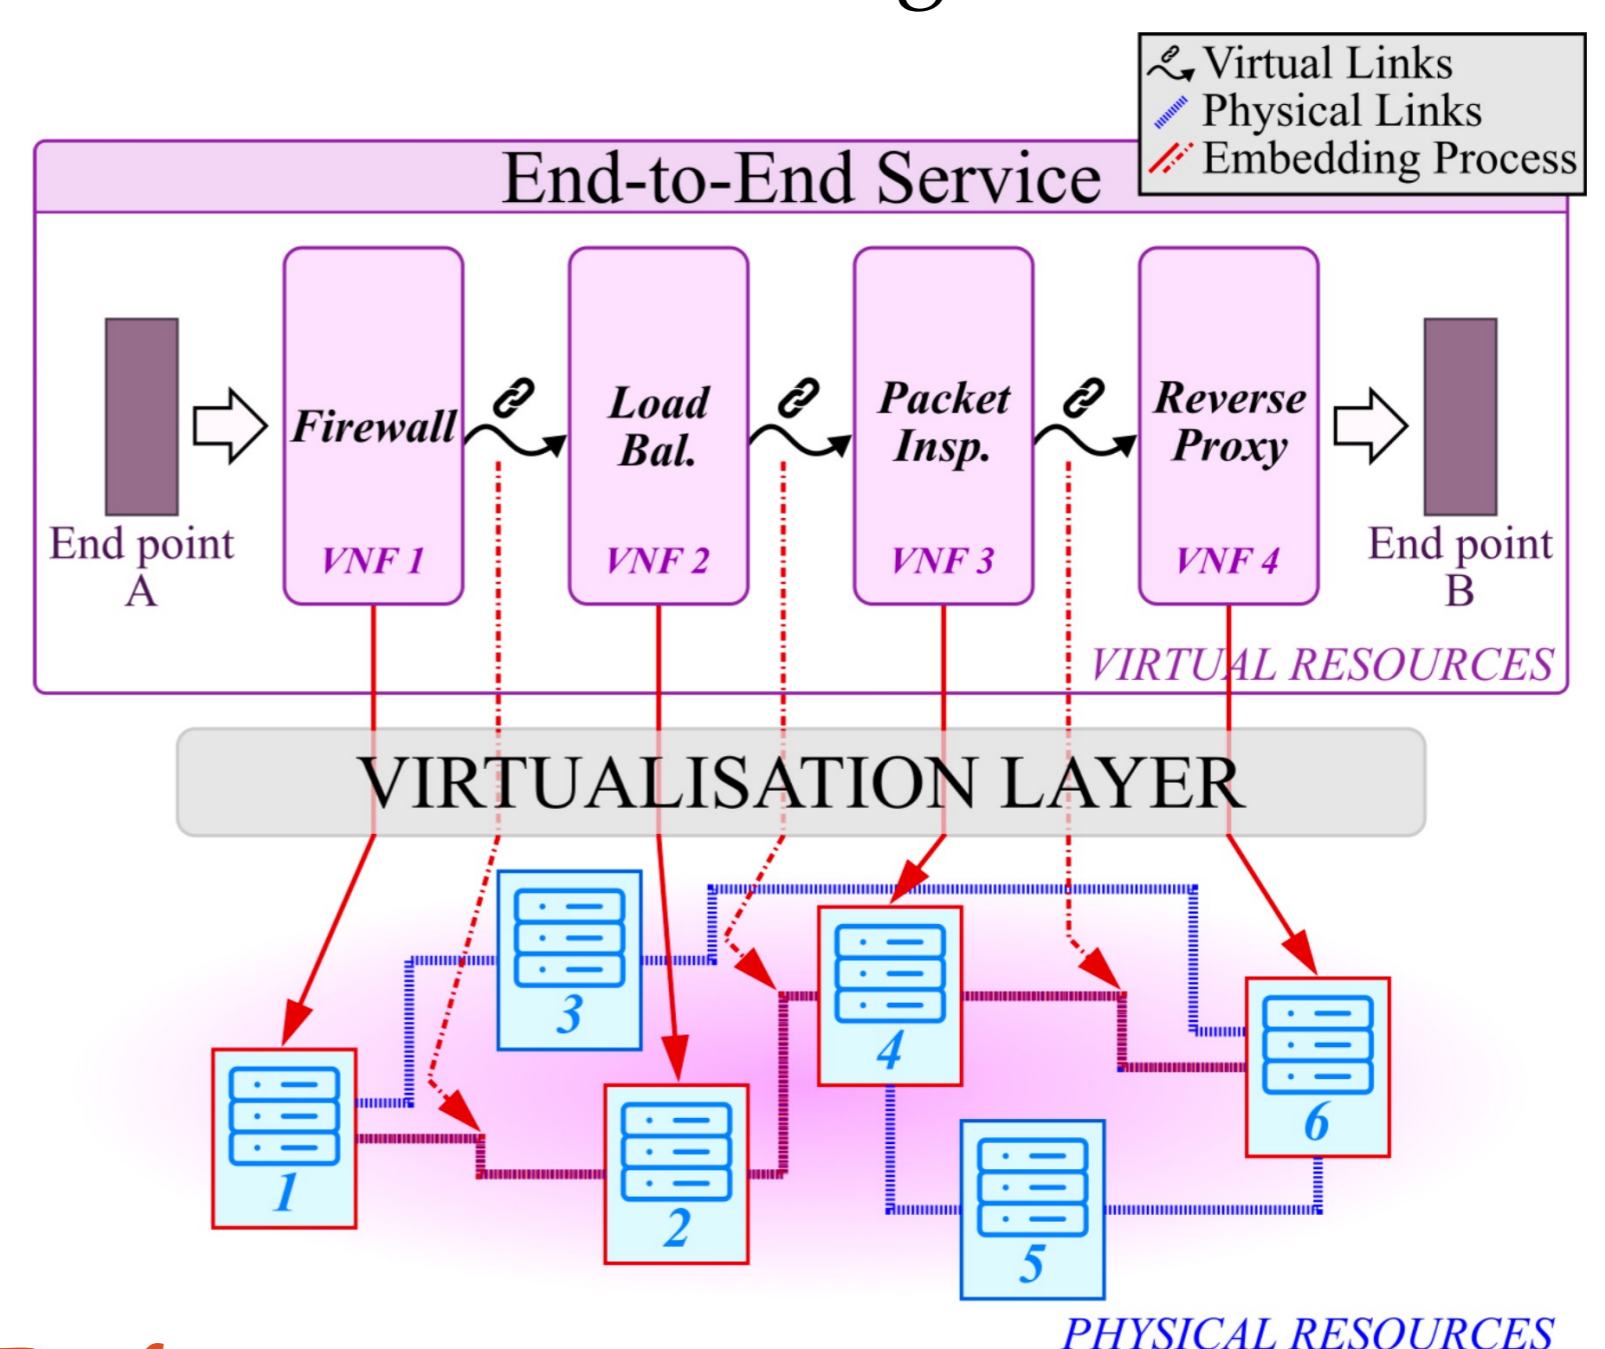 Virtual Links
Physical Links
Embedding Process
End-to-End Service
Firewall
Load
Bal.
Packet
Insp.
Reverse
Proxy
End point
A
VNF 1
VNF 2
VNF 3
VNF 4
End point
B
VIRTUAL RESOURCES
VIRTUALISATION LAYER
3
4
6
1
2
5
PHYSICAL RESOURCES